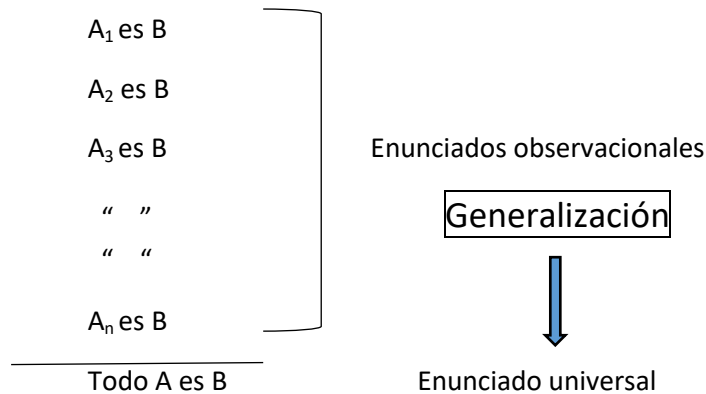 A₁ es B
A₂ es B
A₃ es B
Enunciados observacionales
“ ”
Generalización
“ “
Aₙ es B
Todo A es B
Enunciado universal